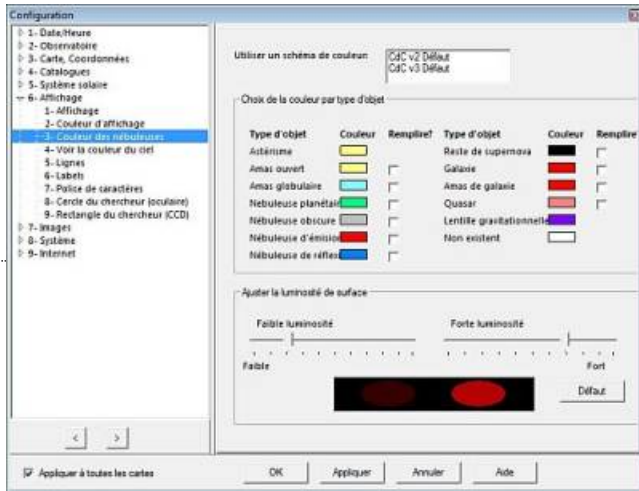 Configuration
1- Date/Heure
2- Observatoire
3- Carte, Coordonnées
4- Catalogues
5- Système solaire
6- Affichage
1- Affichage
2- Couleur d'affichage
3- Couleur des nébuleuses
4- Voir la couleur du ciel
5- Lignes
6- Labels
7- Police de caractères
8- Cercle du chercheur (oculaire)
9- Rectangle du chercheur (CCD)
7- Images
8- Système
9- Internet
< >
Utiliser un schéma de couleur:
CdC v2 Défaut
CdC v3 Défaut
Choix de la couleur par type d'objet
Type d'objet Couleur Remplire? Type d'objet Couleur Remplire
Astérisme Reste de supernova
Amas ouvert Galaxie
Amas globulaire Amas de galaxie
Nebuleuse planétair Quasar
Nébuleuse obscure Lentille gravitationnelle
Nébuleuse d'émission Non existent
Nébuleuse de réflex
Ajuster la luminosité de surface
Faible luminosité Forte luminosité
Faible Fort
Défaut
Appliquer à toutes les cartes OK Appliquer Annuler Aide